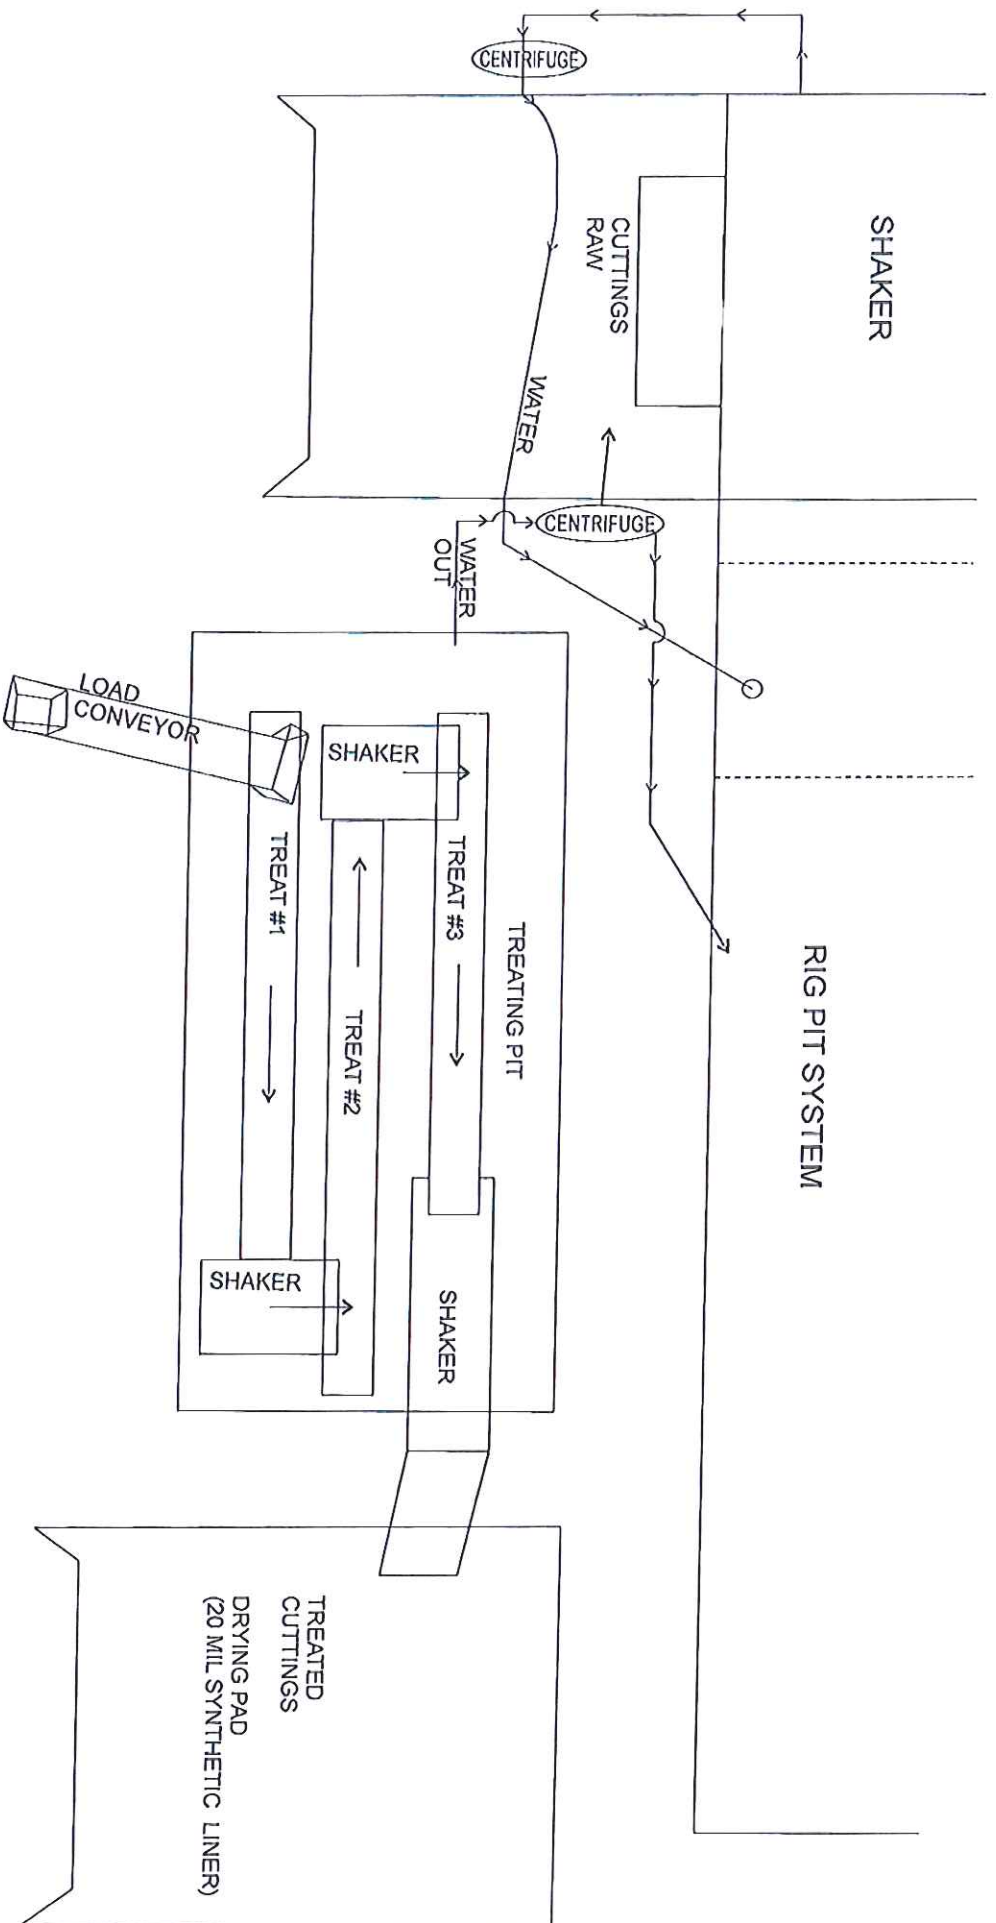 SHAKER
RIG PIT SYSTEM
CENTRIFUGE
CUTTINGS
RAW
WATER
CENTRIFUGE
WATER
OUT
TREATING PIT
LOAD
CONVEYOR
SHAKER
TREAT #3
SHAKER
TREAT #2
TREAT #1
SHAKER
TREATED
CUTTINGS
DRYING PAD
(20 MIL SYNTHETIC LINER)